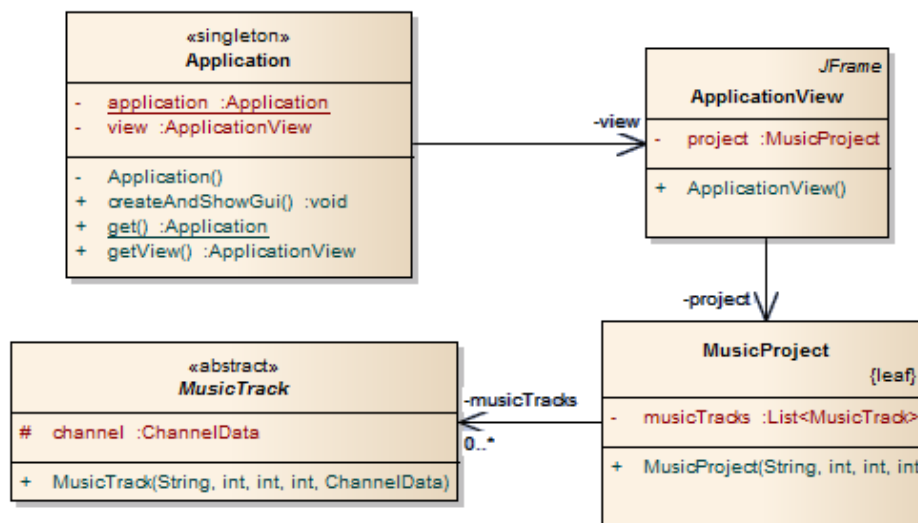 «singleton»
Application
- application :Application
- view :ApplicationView
- Application()
+ createAndShowGui() :void
+ get() :Application
+ getView() :ApplicationView
-view
JFrame
ApplicationView
- project :MusicProject
+ ApplicationView()
-project
MusicProject
{leaf}
- musicTracks :List<MusicTrack>
+ MusicProject(String, int, int, int
-musicTracks
0..*
«abstract»
MusicTrack
# channel :ChannelData
+ MusicTrack(String, int, int, int, ChannelData)